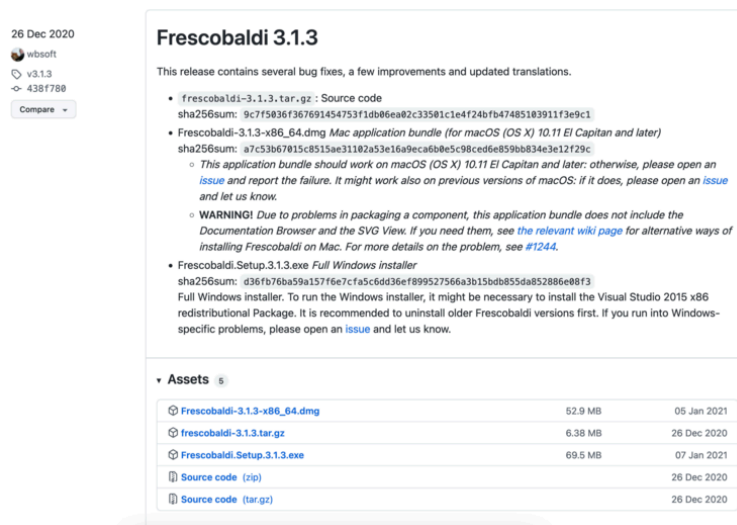 26 Dec 2020
wbsoft
v3.1.3
438f780
Compare
Frescobaldi 3.1.3
This release contains several bug fixes, a few improvements and updated translations.
frescobaldi-3.1.3.tar.gz : Source code
sha256sum: 9c7f5036f367691454753f1db06ea02c33501c1e4f24bfb47485103911f3e9c1
Frescobaldi-3.1.3-x86_64.dmg Mac application bundle (for macOS (OS X) 10.11 El Capitan and later)
sha256sum: a7c53b67015c8515ae31102a53e16a9eca6b0e5c98ced6e859bb834e3e12f29c
This application bundle should work on macOS (OS X) 10.11 El Capitan and later: otherwise, please open an
issue and report the failure. It might work also on previous versions of macOS: if it does, please open an issue
and let us know.
WARNING! Due to problems in packaging a component, this application bundle does not include the
Documentation Browser and the SVG View. If you need them, see the relevant wiki page for alternative ways of
installing Frescobaldi on Mac. For more details on the problem, see #1244.
Frescobaldi.Setup.3.1.3.exe Full Windows installer
sha256sum: d36fb76ba59a157f6e7cfa5c6dd36ef899527566a3b15bdb855da852886e08f3
Full Windows installer. To run the Windows installer, it might be necessary to install the Visual Studio 2015 x86
redistributional Package. It is recommended to uninstall older Frescobaldi versions first. If you run into Windows-
specific problems, please open an issue and let us know.
Assets 5
Frescobaldi-3.1.3-x86_64.dmg 52.9 MB 05 Jan 2021
frescobaldi-3.1.3.tar.gz 6.38 MB 26 Dec 2020
Frescobaldi.Setup.3.1.3.exe 69.5 MB 07 Jan 2021
Source code (zip) 26 Dec 2020
Source code (tar.gz) 26 Dec 2020